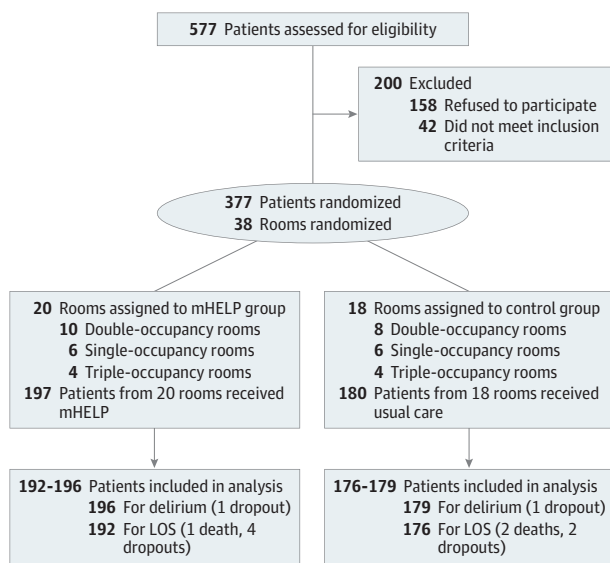 577 Patients assessed for eligibility
200 Excluded
158 Refused to participate
42 Did not meet inclusion
criteria
377 Patients randomized
38 Rooms randomized
20 Rooms assigned to mHELP group
10 Double-occupancy rooms
6 Single-occupancy rooms
4 Triple-occupancy rooms
197 Patients from 20 rooms received
mHELP
18 Rooms assigned to control group
8 Double-occupancy rooms
6 Single-occupancy rooms
4 Triple-occupancy rooms
180 Patients from 18 rooms received
usual care
192-196 Patients included in analysis
196 For delirium (1 dropout)
192 For LOS (1 death, 4
dropouts)
176-179 Patients included in analysis
179 For delirium (1 dropout)
176 For LOS (2 deaths, 2
dropouts)